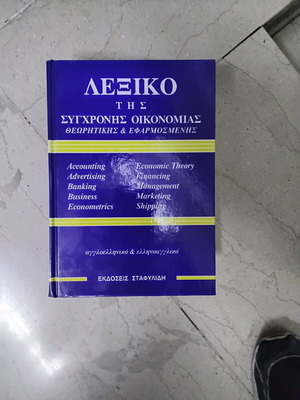 ΛΕΞΙΚΟ
ΤΗΣ
ΣΥΓΧΡΟΝΗΣ ΟΙΚΟΝΟΜΙΑΣ
ΘΕΩΡΗΤΙΚΗΣ & ΕΦΑΡΜΟΣΜΕΝΗΣ
Accounting
Advertising
Banking
Business
Econometrics
Economic Theory
Financing
Management
Marketing
Shipping
αγγλοελληνικό & ελληνοαγγλικό
ΕΚΔΟΣΕΙΣ ΣΤΑΦΥΛΙΔΗ